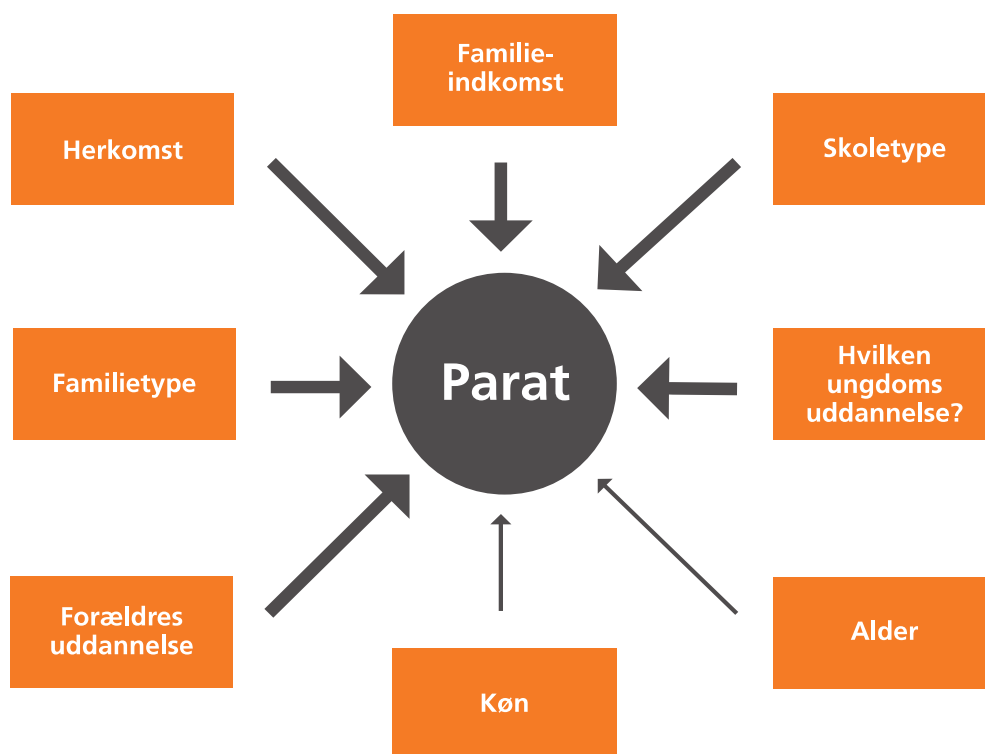 Familie-
indkomst
Herkomst
Skoletype
Familietype
Parat
Hvilken
ungdoms
uddannelse?
Forældres
uddannelse
Køn
Alder